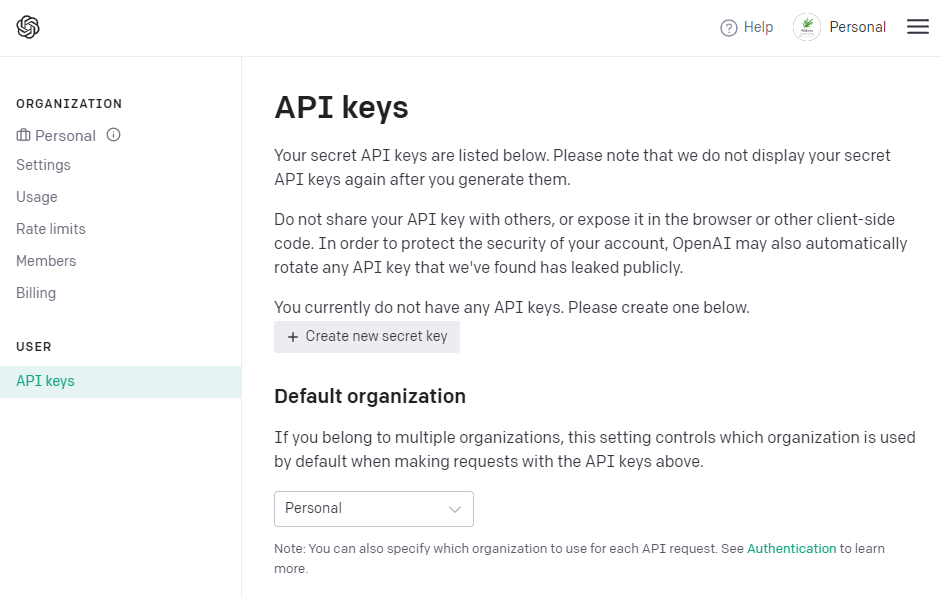 Help
Personal
ORGANIZATION
Personal
Settings
Usage
Rate limits
Members
Billing
USER
API keys
API keys
Your secret API keys are listed below. Please note that we do not display your secret
API keys again after you generate them.
Do not share your API key with others, or expose it in the browser or other client-side
code. In order to protect the security of your account, OpenAI may also automatically
rotate any API key that we've found has leaked publicly.
You currently do not have any API keys. Please create one below.
+ Create new secret key
Default organization
If you belong to multiple organizations, this setting controls which organization is used
by default when making requests with the API keys above.
Personal
Note: You can also specify which organization to use for each API request. See Authentication to learn
more.